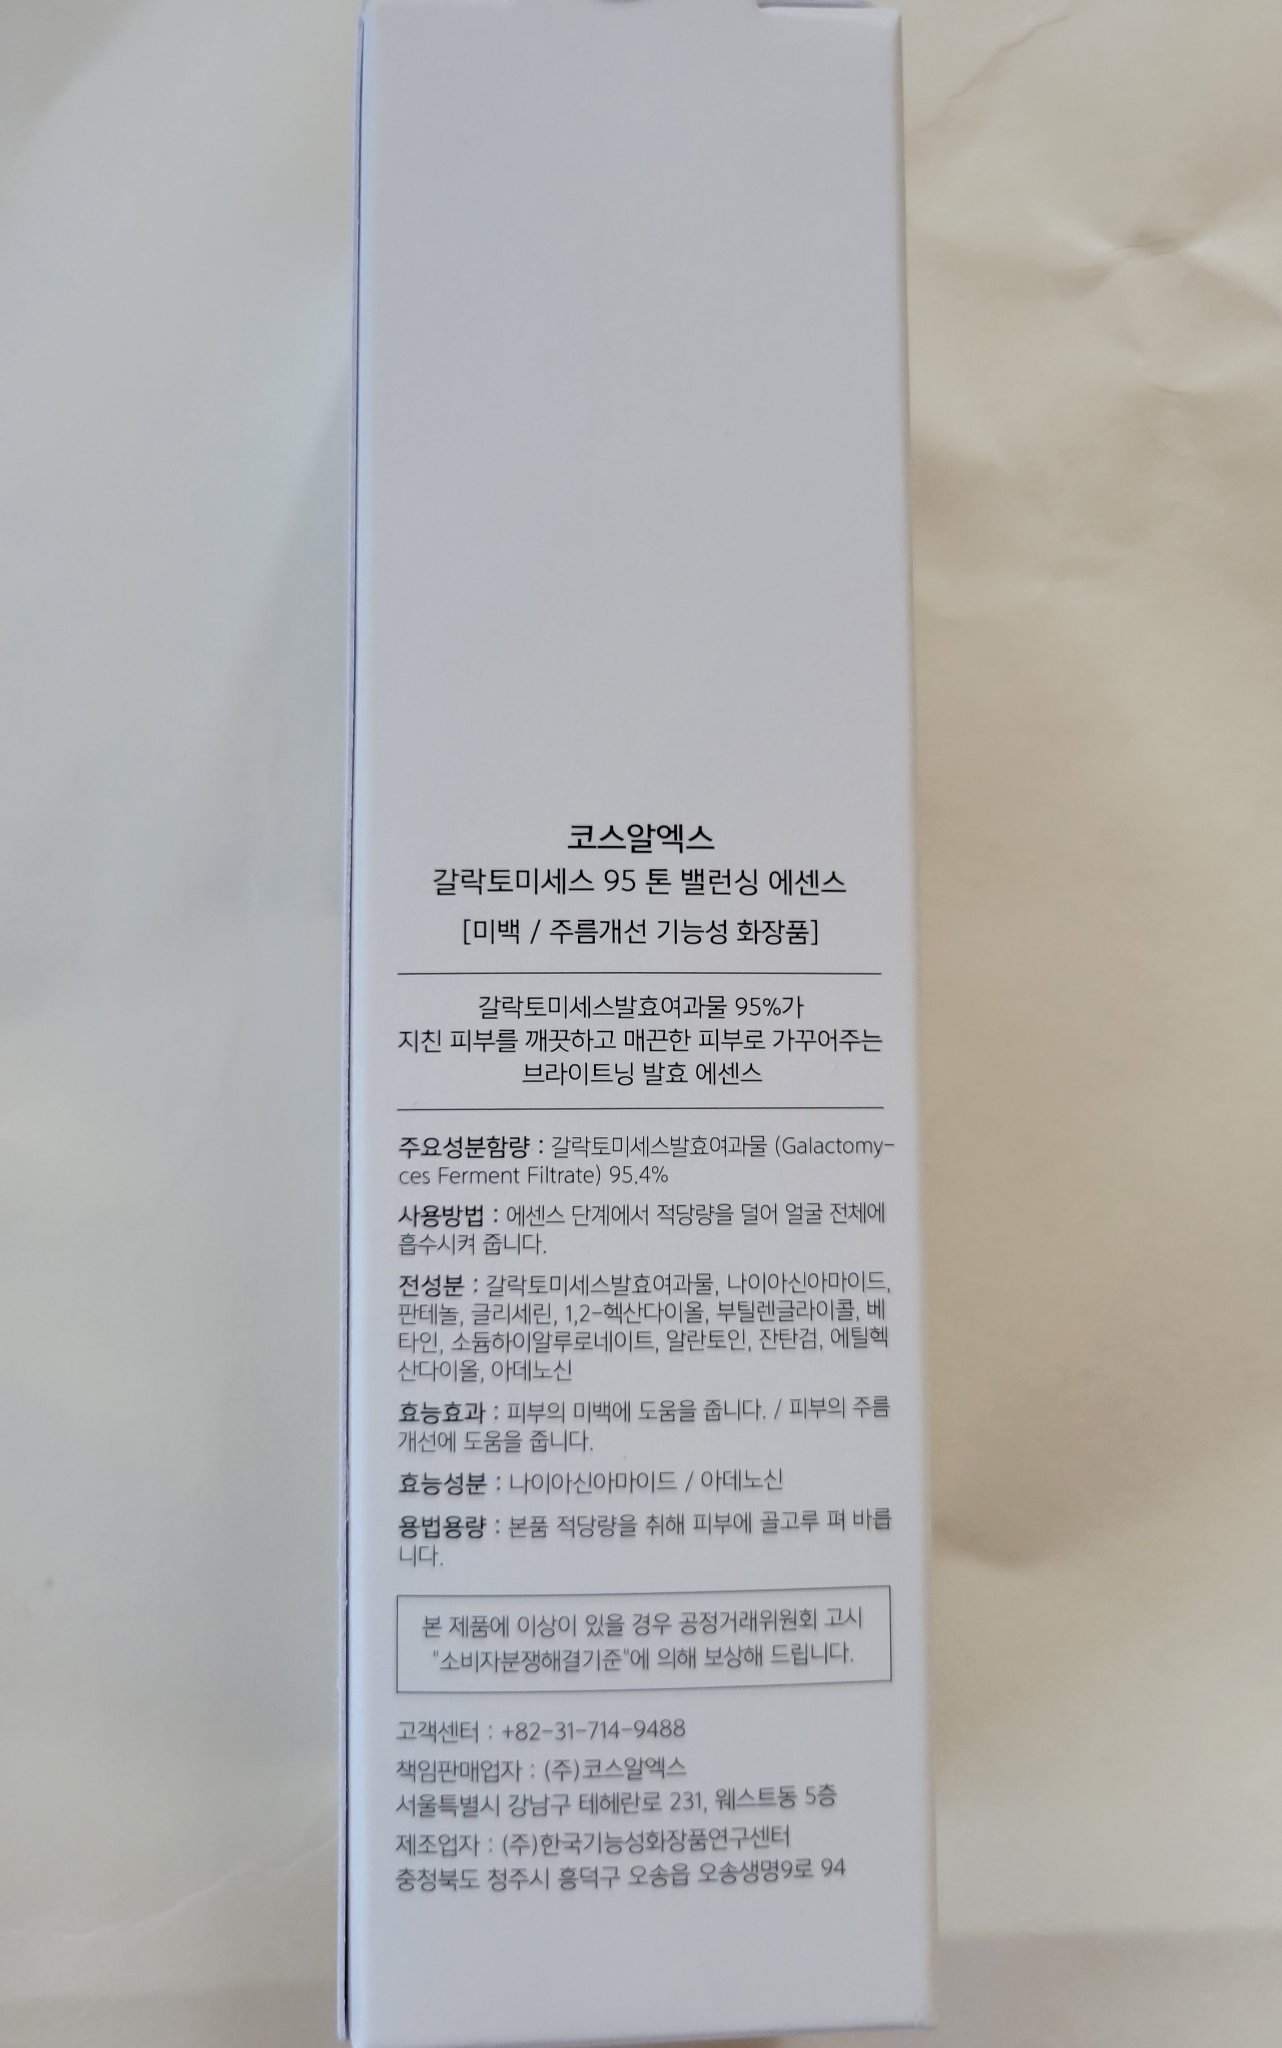 코스알엑스
갈락토미세스 95 톤 밸런싱 에센스
[미백 / 주름개선 기능성 화장품]
갈락토미세스발효여과물 95%가
지친 피부를 깨끗하고 매끈한 피부로 가꾸어주는
브라이트닝 발효 에센스
주요성분함량 : 갈락토미세스발효여과물 (Galactomy-
ces Ferment Filtrate) 95.4%
사용방법 : 에센스 단계에서 적당량을 덜어 얼굴 전체에
흡수시켜 줍니다.
전성분 : 갈락토미세스발효여과물, 나이아신아마이드,
판테놀, 글리세린, 1,2-헥산다이올, 부틸렌글라이콜, 베
타인, 소듐하이알루로네이트, 알란토인, 잔탄검, 에틸헥
산다이올, 아데노신
효능효과 : 피부의 미백에 도움을 줍니다. / 피부의 주름
개선에 도움을 줍니다.
효능성분 : 나이아신아마이드 / 아데노신
용법용량 : 본품 적당량을 취해 피부에 골고루 펴 바릅
니다.
본 제품에 이상이 있을 경우 공정거래위원회 고시
"소비자분쟁해결기준"에 의해 보상해 드립니다.
고객센터 : +82-31-714-9488
책임판매업자 : (주)코스알엑스
서울특별시 강남구 테헤란로 231, 웨스트동 5층
제조업자 : (주)한국기능성화장품연구센터
충청북도 청주시 흥덕구 오송읍 오송생명9로 94